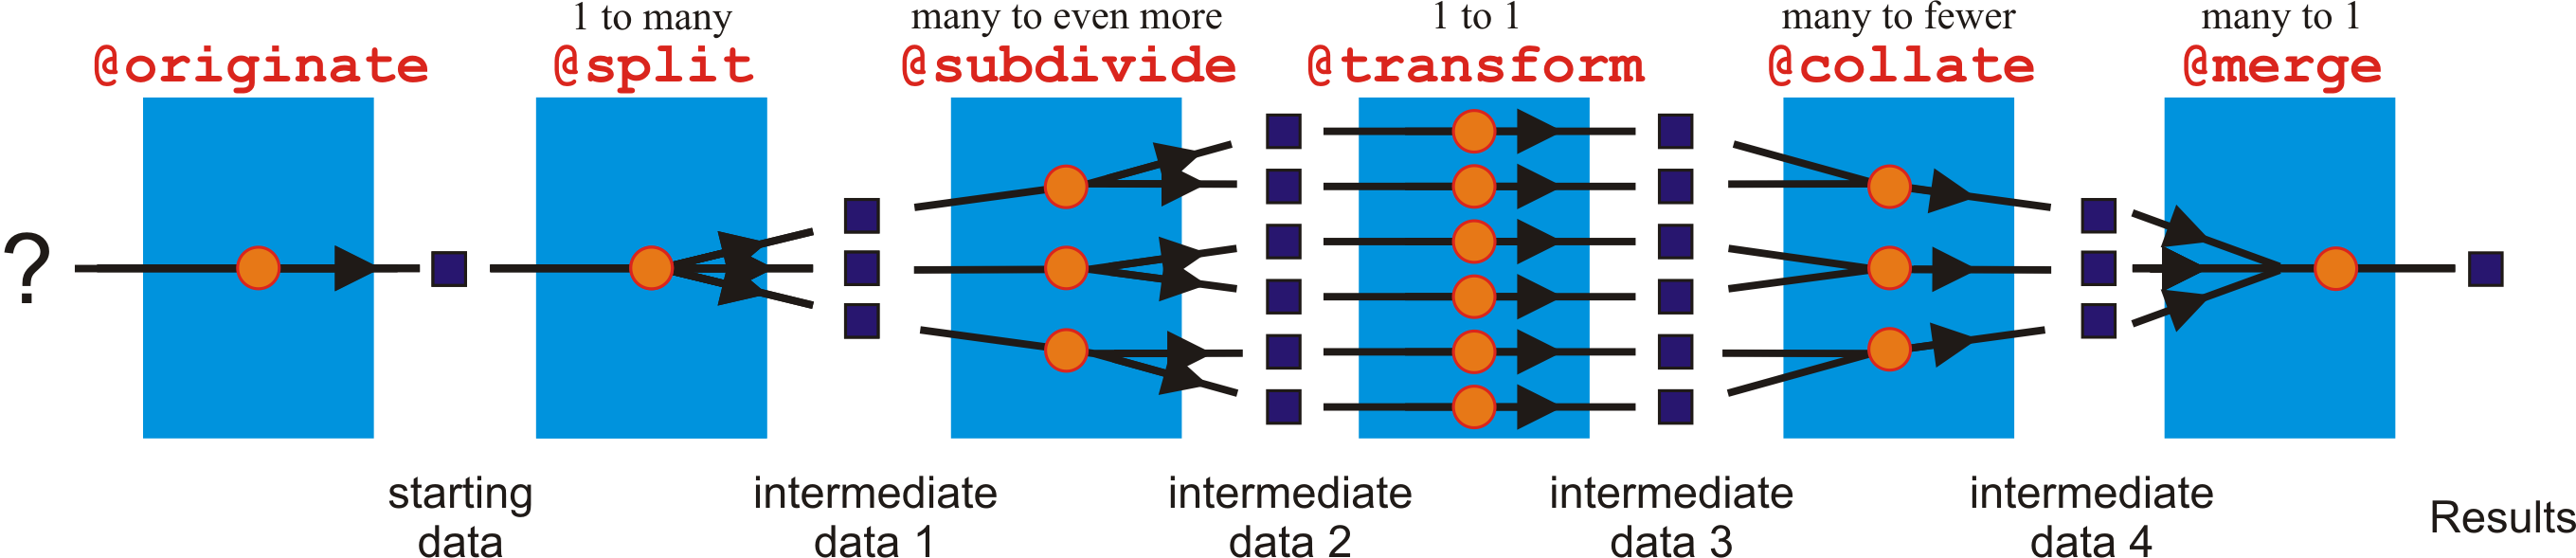 1 to many
many to even more
1 to 1
many to fewer
many to 1
@originate
@split
@subdivide
@transform
@collate
@merge
?
starting
data
intermediate
data 1
intermediate
data 2
intermediate
data 3
intermediate
data 4
Results